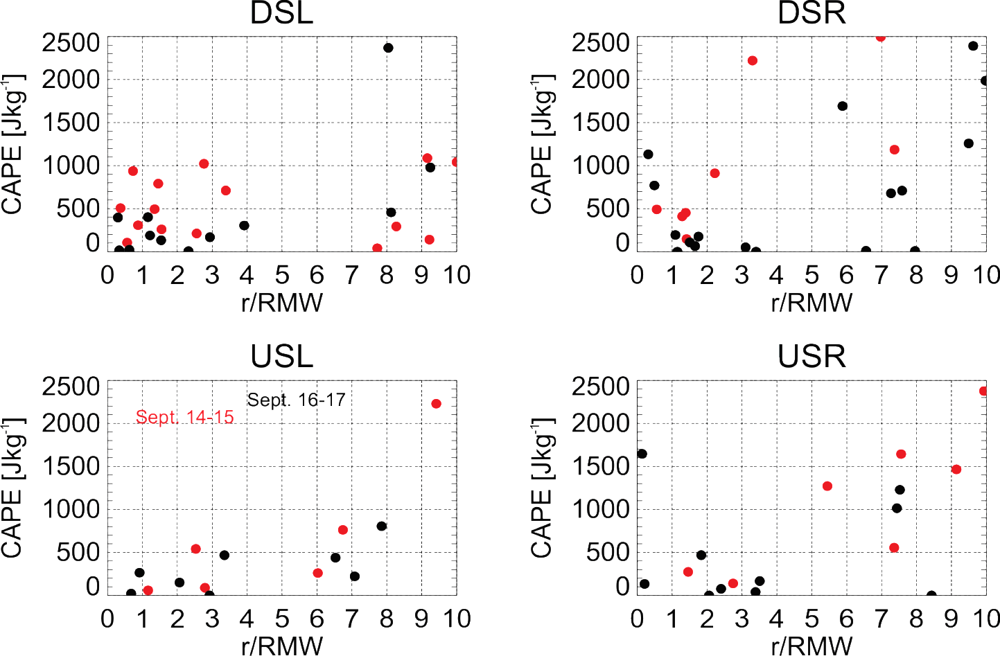 DSL
2500
2000
1500
1000
500
0
CAPE [Jkg-1]
0 1 2 3 4 5 6 7 8 9 10
r/RMW
DSR
2500
2000
1500
1000
500
0
CAPE [Jkg-1]
0 1 2 3 4 5 6 7 8 9 10
r/RMW
USL
2500
2000
1500
1000
500
0
CAPE [Jkg-1]
Sept. 16-17
Sept. 14-15
0 1 2 3 4 5 6 7 8 9 10
r/RMW
USR
2500
2000
1500
1000
500
0
CAPE [Jkg-1]
0 1 2 3 4 5 6 7 8 9 10
r/RMW